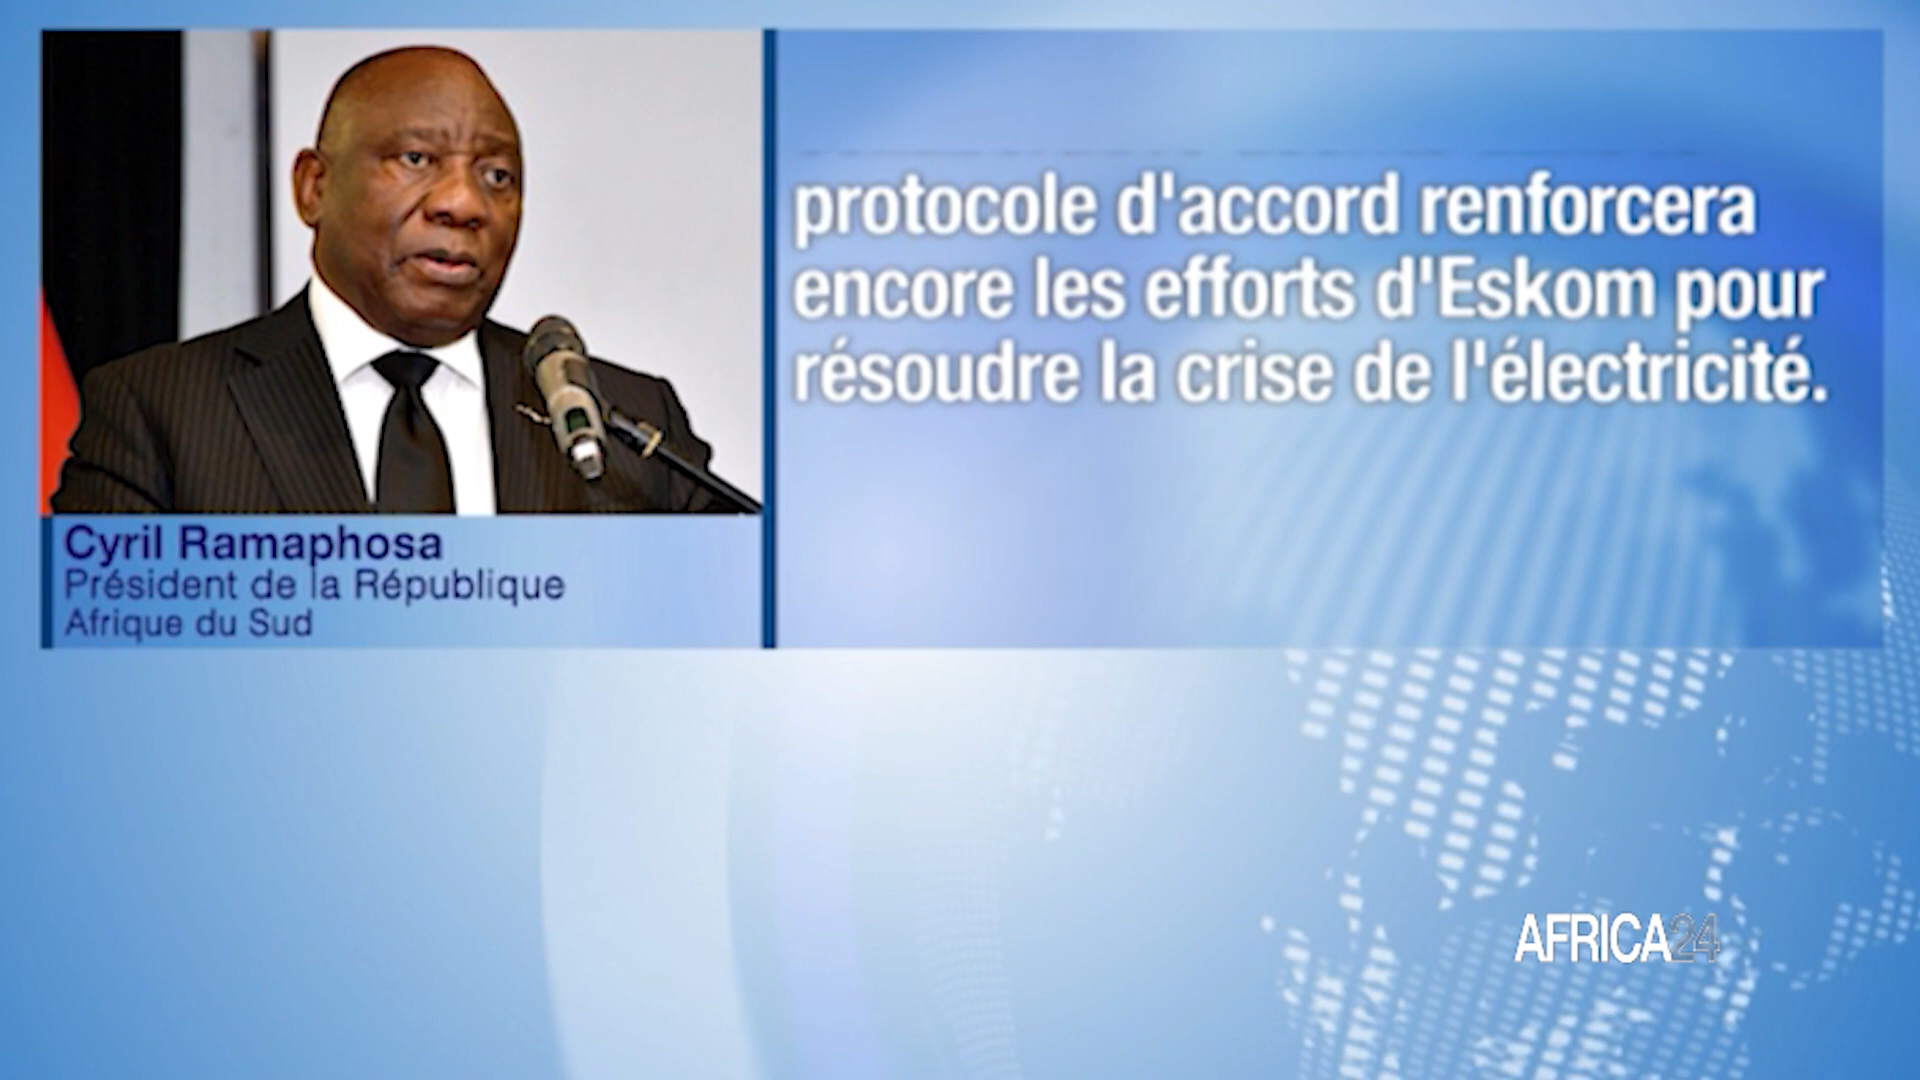 protocole d'accord renforcera
encore les efforts d'Eskom pour
résoudre la crise de l'électricité.
Cyril Ramaphosa
Président de la République
Afrique du Sud
AFRICA24